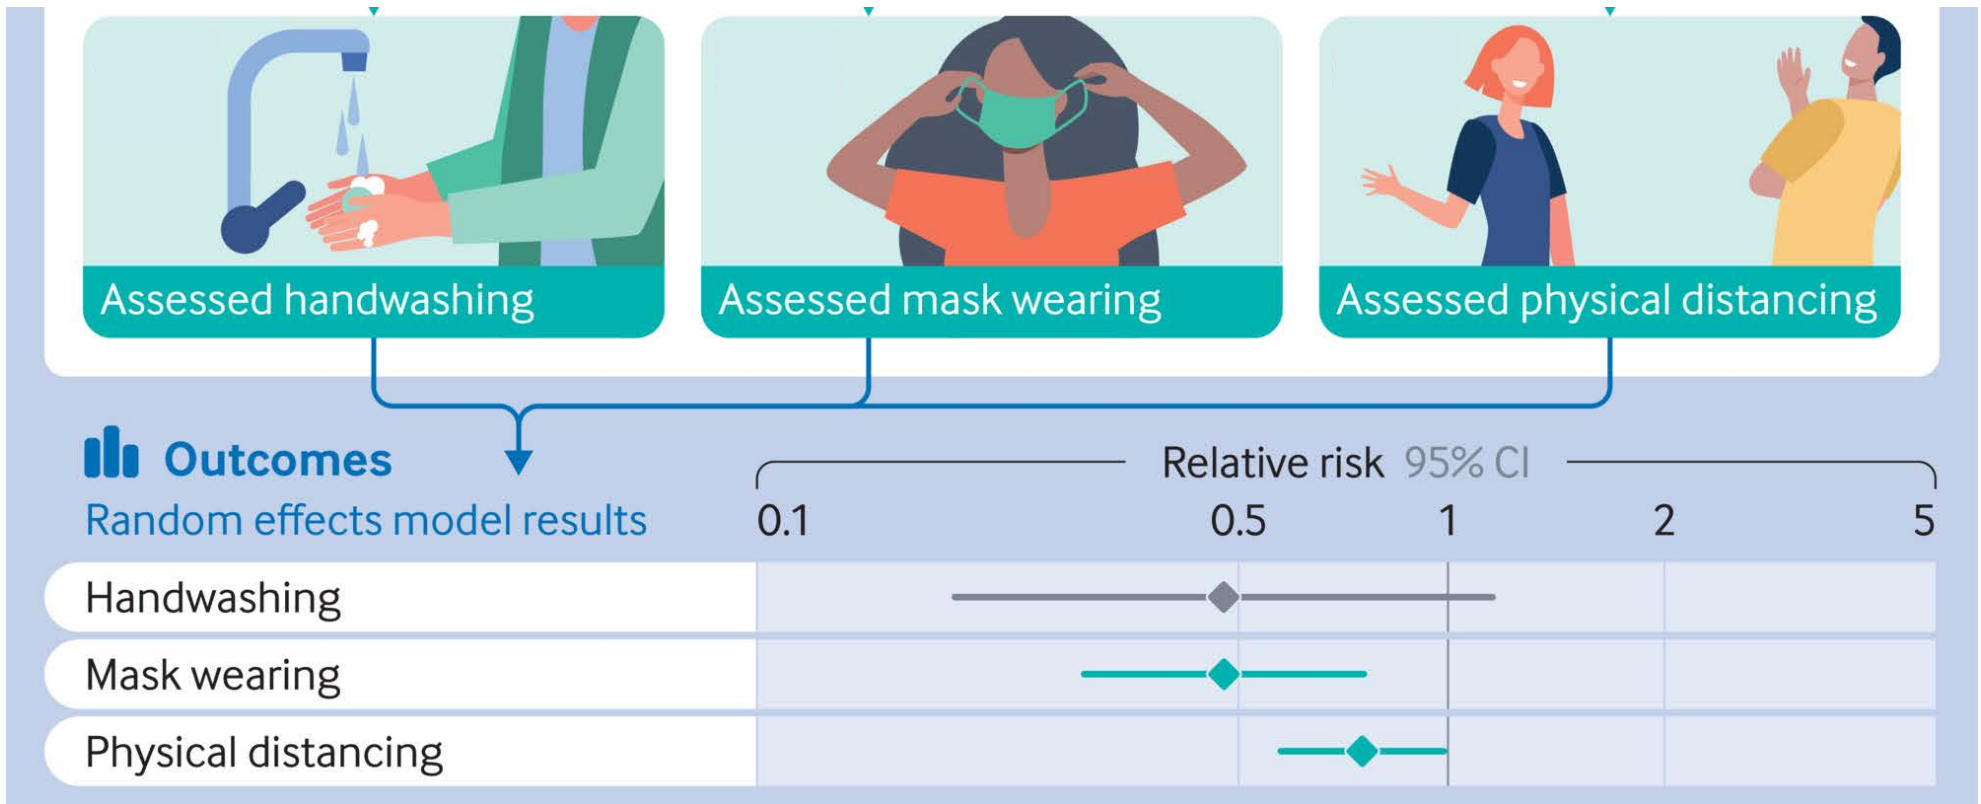 Assessed handwashing
Assessed mask wearing
Assessed physical distancing
Outcomes
Random effects model results
Relative risk 95% CI
0.1 0.5 1 2 5
Handwashing
Mask wearing
Physical distancing